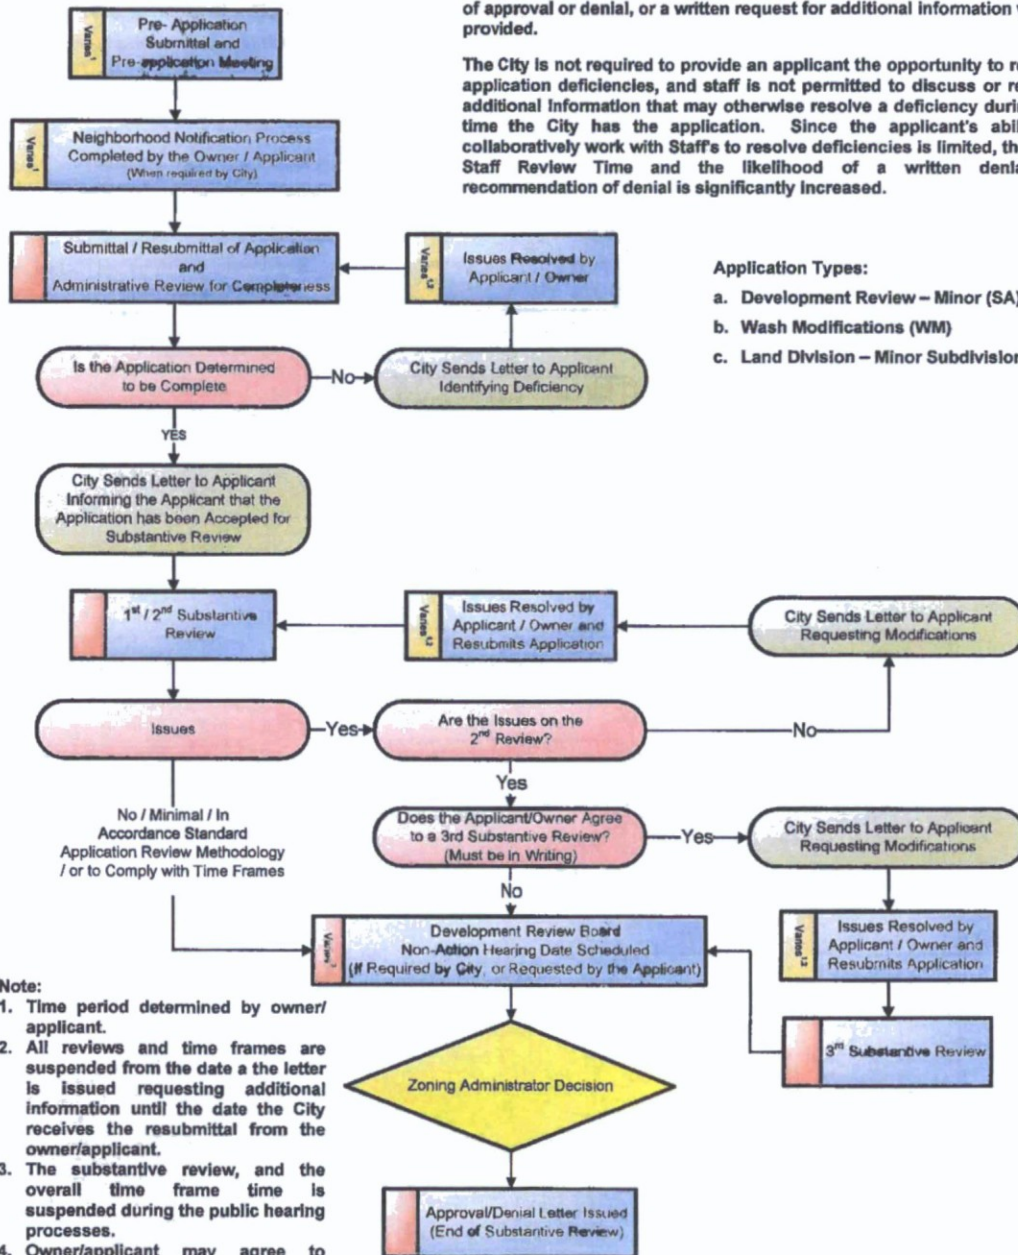 of approval or denial, or a written request for additional information
provided.
The City is not required to provide an applicant the opportunity to
application deficiencies, and staff is not permitted to discuss or
additional information that may otherwise resolve a deficiency
time the City has the application. Since the applicant's
collaboratively work with Staff's to resolve deficiencies is limited,
Staff Review Time and the likelihood of a written
recommendation of denial is significantly increased.
Varies1
Pre- Application
Submittal and
Pre-application Meeting
Varies1
Neighborhood Notification Process
Completed by the Owner / Applicant
(When required by City)
Submittal / Resubmittal of Application
and
Administrative Review for Completeness
Varies1,2
Issues Resolved by
Applicant / Owner
Application Types:
a. Development Review – Minor (SA)
b. Wash Modifications (WM)
c. Land Division – Minor Subdivision
Is the Application Determined
to be Complete
No
City Sends Letter to Applicant
Identifying Deficiency
YES
City Sends Letter to Applicant
Informing the Applicant that the
Application has been Accepted for
Substantive Review
1st / 2nd Substantive
Review
Varies1,2
Issues Resolved by
Applicant / Owner and
Resubmits Application
City Sends Letter to Applicant
Requesting Modifications
Issues
Yes
Are the Issues on the
2nd Review?
No
Yes
No / Minimal / In
Accordance Standard
Application Review Methodology
/ or to Comply with Time Frames
Does the Applicant/Owner Agree
to a 3rd Substantive Review?
(Must be in Writing)
Yes
City Sends Letter to Applicant
Requesting Modifications
No
Varies
Development Review Board
Non-Action Hearing Date Scheduled
(If Required by City, or Requested by the Applicant)
Varies1,2
Issues Resolved by
Applicant / Owner and
Resubmits Application
3rd Substantive Review
Zoning Administrator Decision
Approval/Denial Letter Issued
(End of Substantive Review)
Note:
1. Time period determined by owner/
applicant.
2. All reviews and time frames are
suspended from the date a the letter
is issued requesting additional
information until the date the City
receives the resubmittal from the
owner/applicant.
3. The substantive review, and the
overall time frame time is
suspended during the public hearing
processes.
4. Owner/applicant may agree to